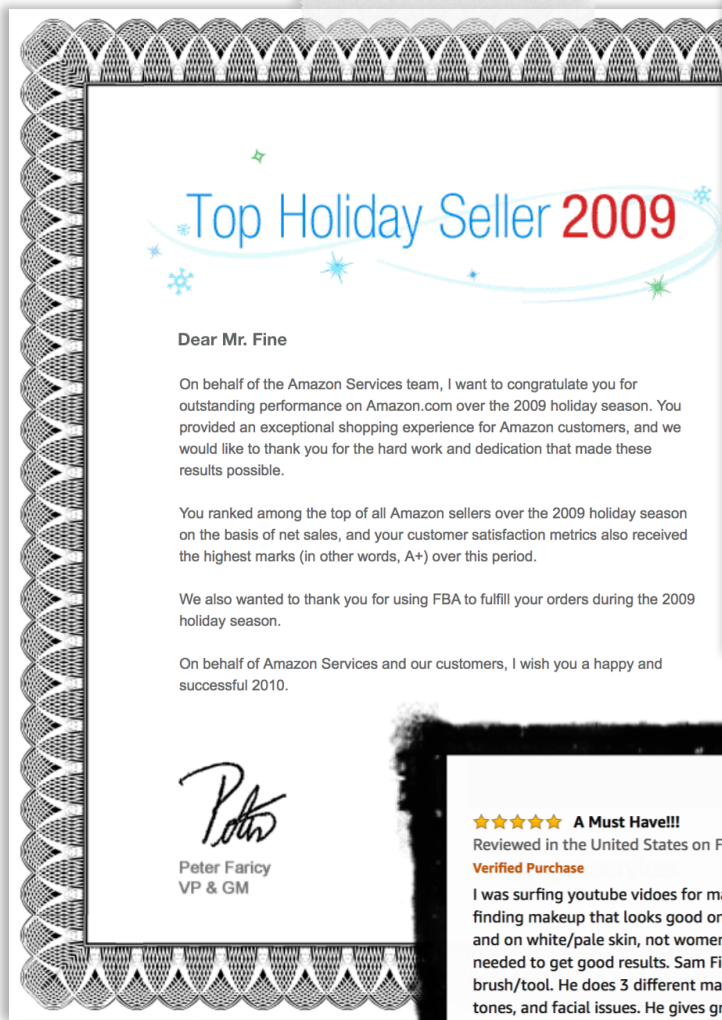 Top Holiday Seller 2009
Dear Mr. Fine
On behalf of the Amazon Services team, I want to congratulate you for
outstanding performance on Amazon.com over the 2009 holiday season. You
provided an exceptional shopping experience for Amazon customers, and we
would like to thank you for the hard work and dedication that made these
results possible.
You ranked among the top of all Amazon sellers over the 2009 holiday season
on the basis of net sales, and your customer satisfaction metrics also received
the highest marks (in other words, A+) over this period.
We also wanted to thank you for using FBA to fulfill your orders during the 2009
holiday season.
On behalf of Amazon Services and our customers, I wish you a happy and
successful 2010.
Peter
Peter Faricy
VP & GM
A Must Have!!!
Reviewed in the United States on
Verified Purchase
I was surfing youtube vidoes for
finding makeup that looks good
and on white/pale skin, not
needed to get good results. Sam
brush/tool. He does 3 different
tones, and facial issues. He gives